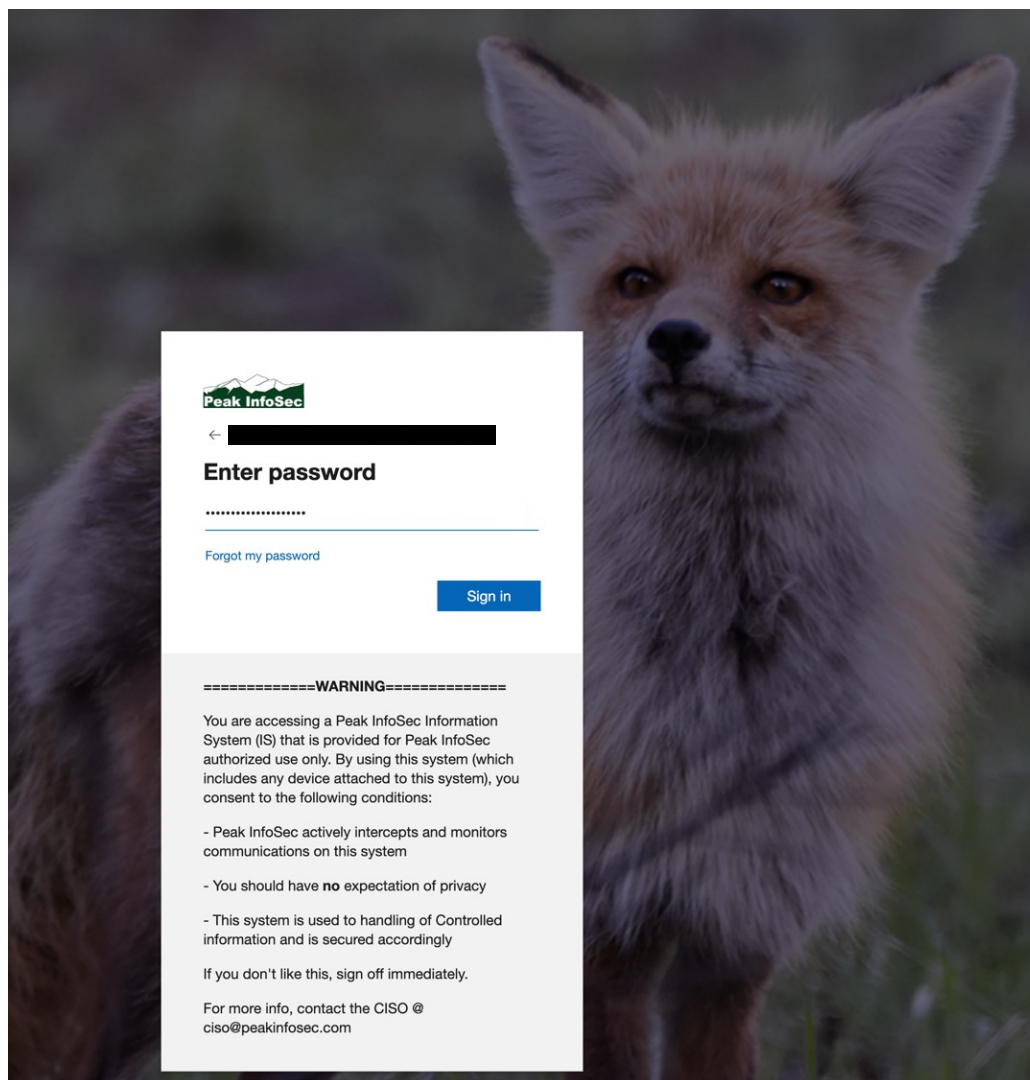 Peak InfoSec
Enter password
Forgot my password
Sign in
=============WARNING==============
You are accessing a Peak InfoSec Information
System (IS) that is provided for Peak InfoSec
authorized use only. By using this system (which
includes any device attached to this system), you
consent to the following conditions:
- Peak InfoSec actively intercepts and monitors
communications on this system
- You should have no expectation of privacy
- This system is used to handling of Controlled
information and is secured accordingly
If you don't like this, sign off immediately.
For more info, contact the CISO @
ciso@peakinfosec.com